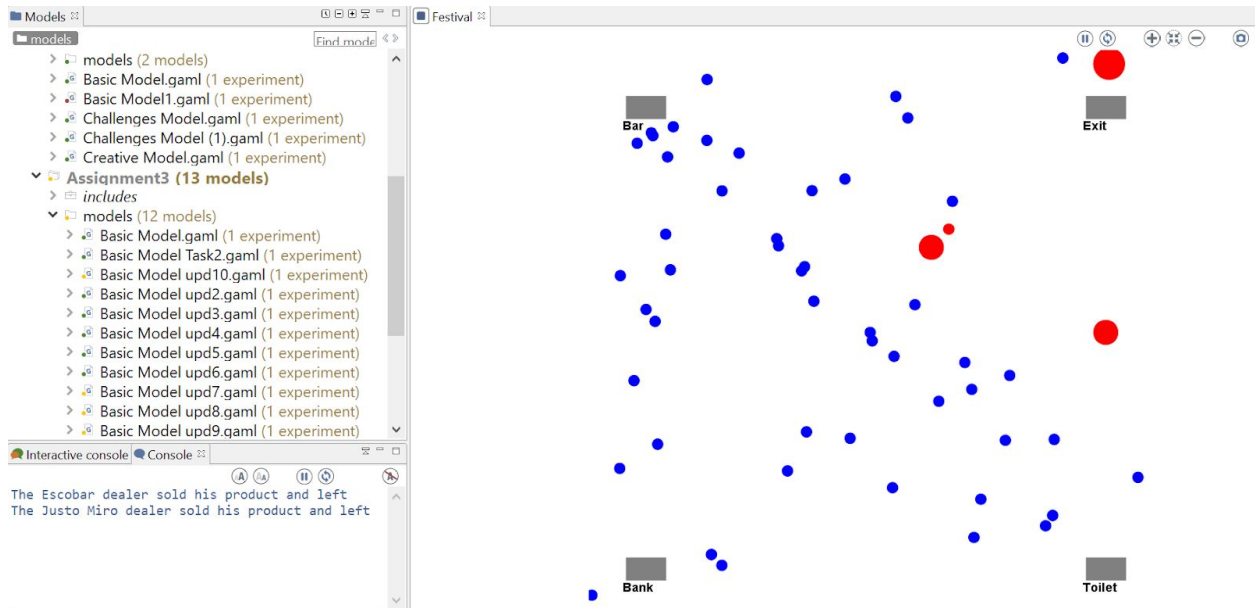 Models
models
Find mode
models (2 models)
Basic Model.gaml (1 experiment)
Basic Model1.gaml (1 experiment)
Challenges Model.gaml (1 experiment)
Challenges Model (1).gaml (1 experiment)
Creative Model.gaml (1 experiment)
Assignment3 (13 models)
includes
models (12 models)
Basic Model.gaml (1 experiment)
Basic Model Task2.gaml (1 experiment)
Basic Model upd10.gaml (1 experiment)
Basic Model upd2.gaml (1 experiment)
Basic Model upd3.gaml (1 experiment)
Basic Model upd4.gaml (1 experiment)
Basic Model upd5.gaml (1 experiment)
Basic Model upd6.gaml (1 experiment)
Basic Model upd7.gaml (1 experiment)
Basic Model upd8.gaml (1 experiment)
Basic Model upd9.gaml (1 experiment)
Interactive console Console
The Escobar dealer sold his product and left
The Justo Miro dealer sold his product and left
Festival
Bar
Exit
Bank
Toilet